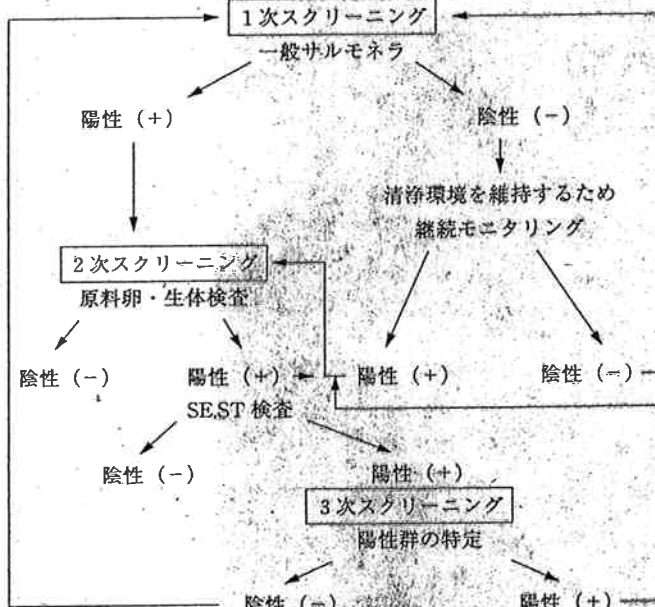 1次スクリーニング
一般サルモネラ
陽性 (+)
陰性 (-)
清浄環境を維持するため
継続モニタリング
2次スクリーニング
原料卵・生体検査
陰性 (-)
陽性 (+)
陽性 (+)
陰性 (-)
SE,ST 検査
陰性 (-)
陽性 (+)
3次スクリーニング
陽性群の特定
陰性 (-)
陽性 (+)